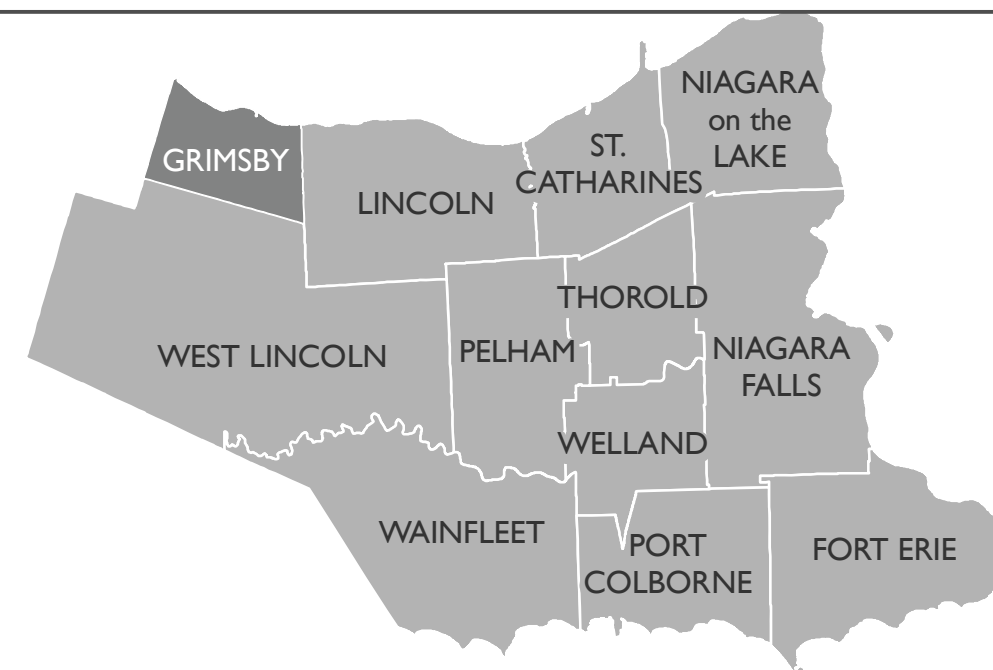 NIAGARA
on the
LAKE
GRIMSBY
ST.
CATHARINES
LINCOLN
THOROLD
WEST LINCOLN
PELHAM
NIAGARA
FALLS
WELLAND
WAINFLEET
PORT
COLBORNE
FORT ERIE